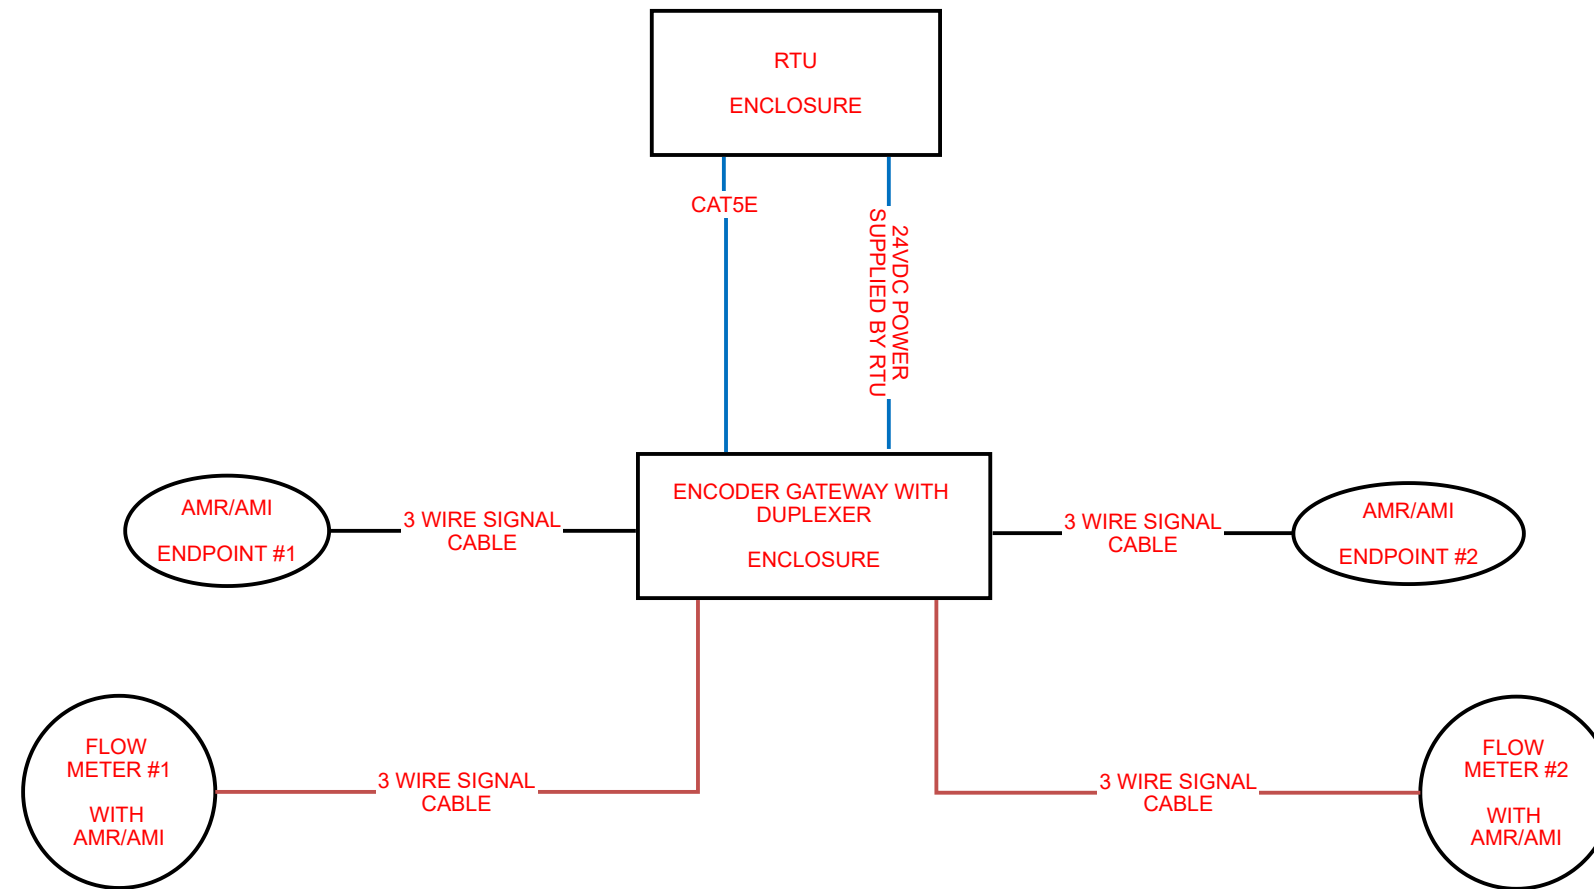 RTU
ENCLOSURE
CAT5E
24VDC POWER
SUPPLIED BY RTU
ENCODER GATEWAY WITH
DUPLEXER
ENCLOSURE
AMR/AMI
ENDPOINT #1
3 WIRE SIGNAL
CABLE
3 WIRE SIGNAL
CABLE
AMR/AMI
ENDPOINT #2
FLOW
METER #1
WITH
AMR/AMI
3 WIRE SIGNAL
CABLE
3 WIRE SIGNAL
CABLE
FLOW
METER #2
WITH
AMR/AMI